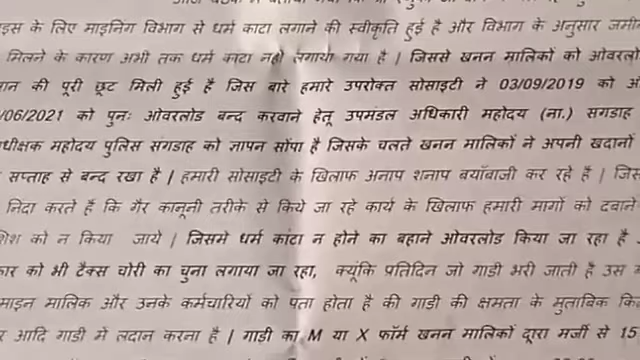 इस के लिए माइनिंग विभाग से धर्म काटा लगाने की स्वीकृति हुई है और विभाग के अनुसार
मिलने के कारण अभी तक धर्म काटा नही लगाया गया है | जिससे खनन मालिकों को
की पूरी छूट मिली हुई है जिस बारे हमारे उपरोक्त सोसाइटी ने 03/09/2019 को
/06/2021 को पुनः ओवरलोड बन्द करवाने हेतू उपमंडल अधिकारी महोदय (ना.) संगडाह
महोदय पुलिस संगडाह को ज्ञापन सोंपा है जिसके चलते खनन मालिकों ने अपनी खदानों
सप्ताह से बन्द रखा है | हमारी सोसाइटी के खिलाफ अनाप शनाप बयॉबाजी कर रहे है |
निदा करते है कि गैर कानूनी तरीके से किये जा रहे कार्य के खिलाफ हमारी मागों को दबाने
को न किया जाये | जिसमे धर्म कांटा न होने का बहाने ओवरलोड किया जा रहा है
को भी टैक्स चोरी का चुना लगाया जा रहा, क्यूंकि प्रतिदिन जो गाडी भरी जाती है उस
माइन मालिक और उनके कर्मचारियों को पता होता है की गाडी की क्षमता के मुताबिक
आदि गाडी में लदान करना है | गाड़ी का M या X फॉर्म खनन मालिकों दूारा मर्जी से 15